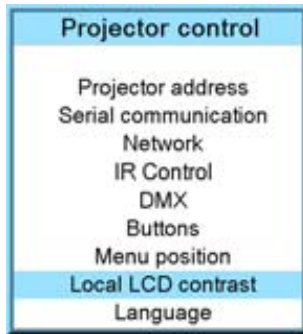 Projector control
Projector address
Serial communication
Network
IR Control
DMX
Buttons
Menu position
Local LCD contrast
Language